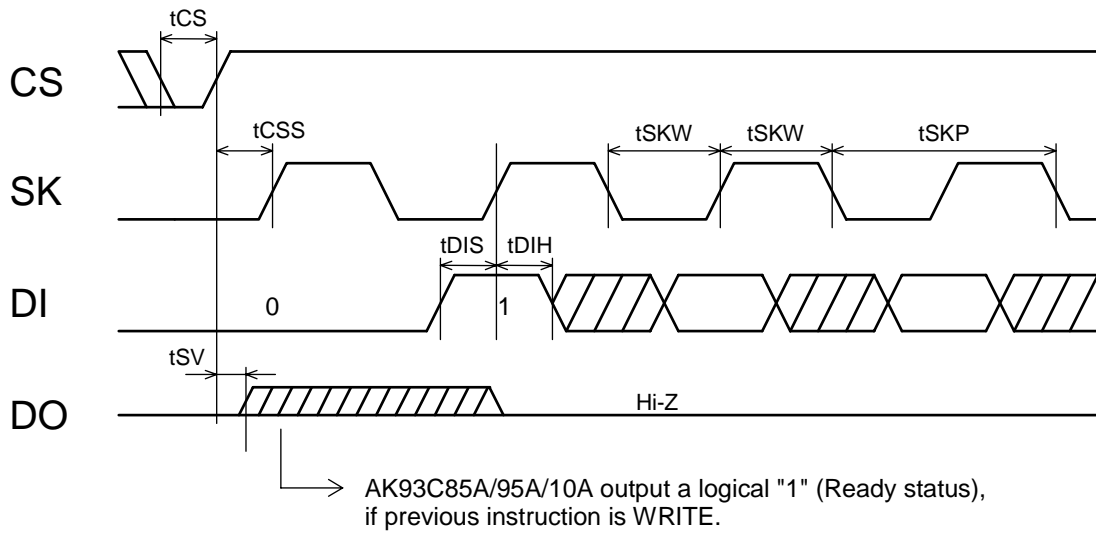 tCS
CS
tCSS
tSKW
tSKW
tSKP
SK
tDIS
tDIH
DI
0
1
tSV
DO
Hi-Z
AK93C85A/95A/10A output a logical "1" (Ready status),
if previous instruction is WRITE.